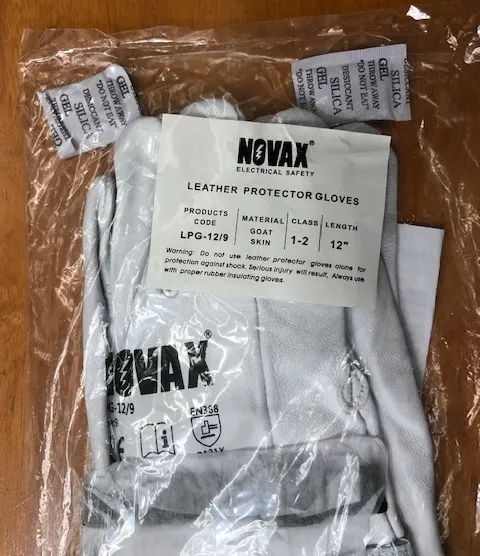 GEL
THROW AWAY
"DO NOT EAT"
DESICCANT
SILICA
GEL
SILICA
GEL
DESICCANT
THROW AWAY
"DO NOT EAT"
NOVAX®
ELECTRICAL SAFETY
LEATHER PROTECTOR GLOVES
PRODUCTS CODE
LPG-12/9
MATERIAL
GOAT SKIN
CLASS
1-2
LENGTH
12"
Warning: Do not use leather protector gloves alone for
protection against shock. Serious injury will result, Always use
with proper rubber insulating gloves.
NOVAX®
EN388